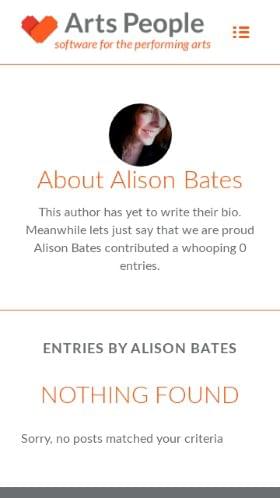 Arts People
software for the performing arts
About Alison Bates
This author has yet to write their bio.
Meanwhile lets just say that we are proud
Alison Bates contributed a whooping 0
entries.
ENTRIES BY ALISON BATES
NOTHING FOUND
Sorry, no posts matched your criteria